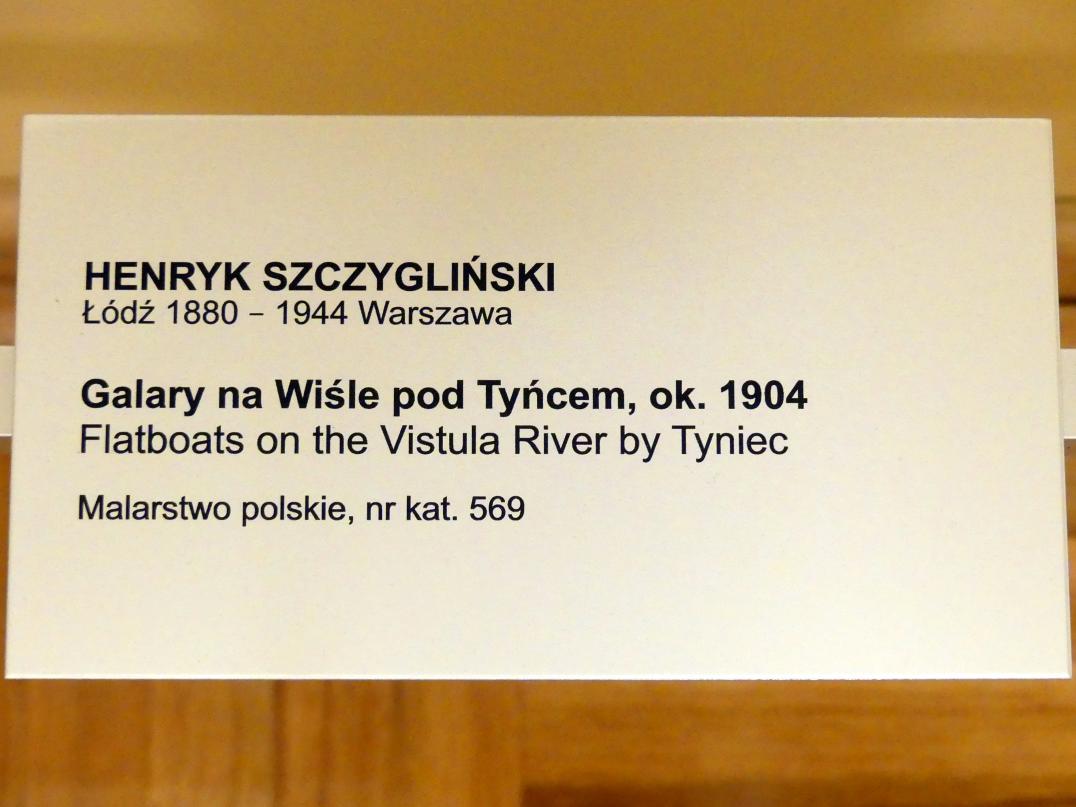 HENRYK SZCZYGLIŃSKI
Łódź 1880 – 1944 Warszawa
Galary na Wiśle pod Tyńcem, ok. 1904
Flatboats on the Vistula River by Tyniec
Malarstwo polskie, nr kat. 569